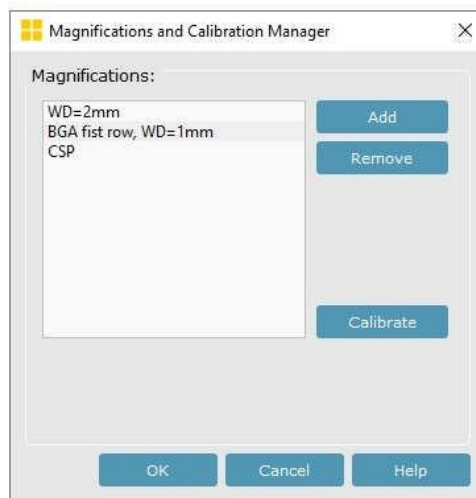 Magnifications and Calibration Manager
Magnifications:
WD=2mm
BGA fist row, WD=1mm
CSP
Add
Remove
Calibrate
OK
Cancel
Help